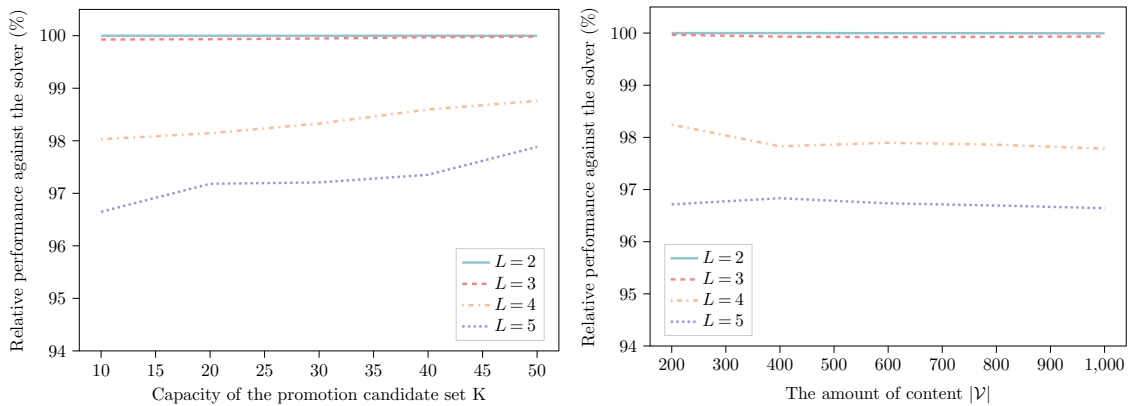 Relative performance against the solver (%)
100
99
98
97
96
95
94
L = 2
L = 3
L = 4
L = 5
10 15 20 25 30 35 40 45 50
Capacity of the promotion candidate set K
Relative performance against the solver (%)
100
99
98
97
96
95
94
L = 2
L = 3
L = 4
L = 5
200 300 400 500 600 700 800 900 1,000
The amount of content |𝒱|